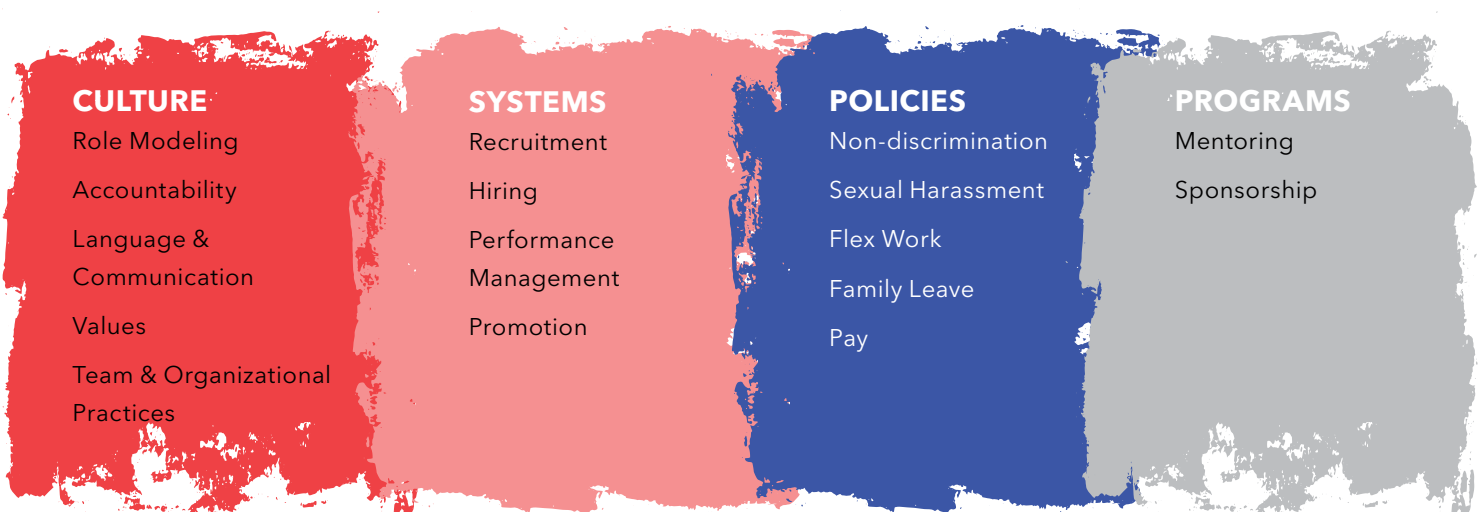 CULTURE
Role Modeling
Accountability
Language &
Communication
Values
Team & Organizational
Practices
SYSTEMS
Recruitment
Hiring
Performance
Management
Promotion
POLICIES
Non-discrimination
Sexual Harassment
Flex Work
Family Leave
Pay
PROGRAMS
Mentoring
Sponsorship